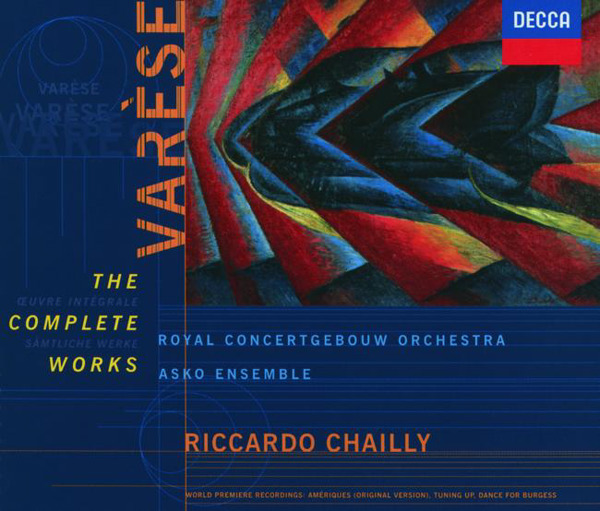 DECCA
VARÈSE
VARÈSE
VARÈSE
VARÈSE
VARÈSE
THE
ŒUVRE INTÉGRALE
COMPLETE
SÄMTLICHE WERKE
WORKS
ROYAL CONCERTGEBOUW ORCHESTRA
ASKO ENSEMBLE
RICCARDO CHAILLY
WORLD PREMIERE RECORDINGS: AMÉRIQUES (ORIGINAL VERSION), TUNING UP, DANCE FOR BURGESS